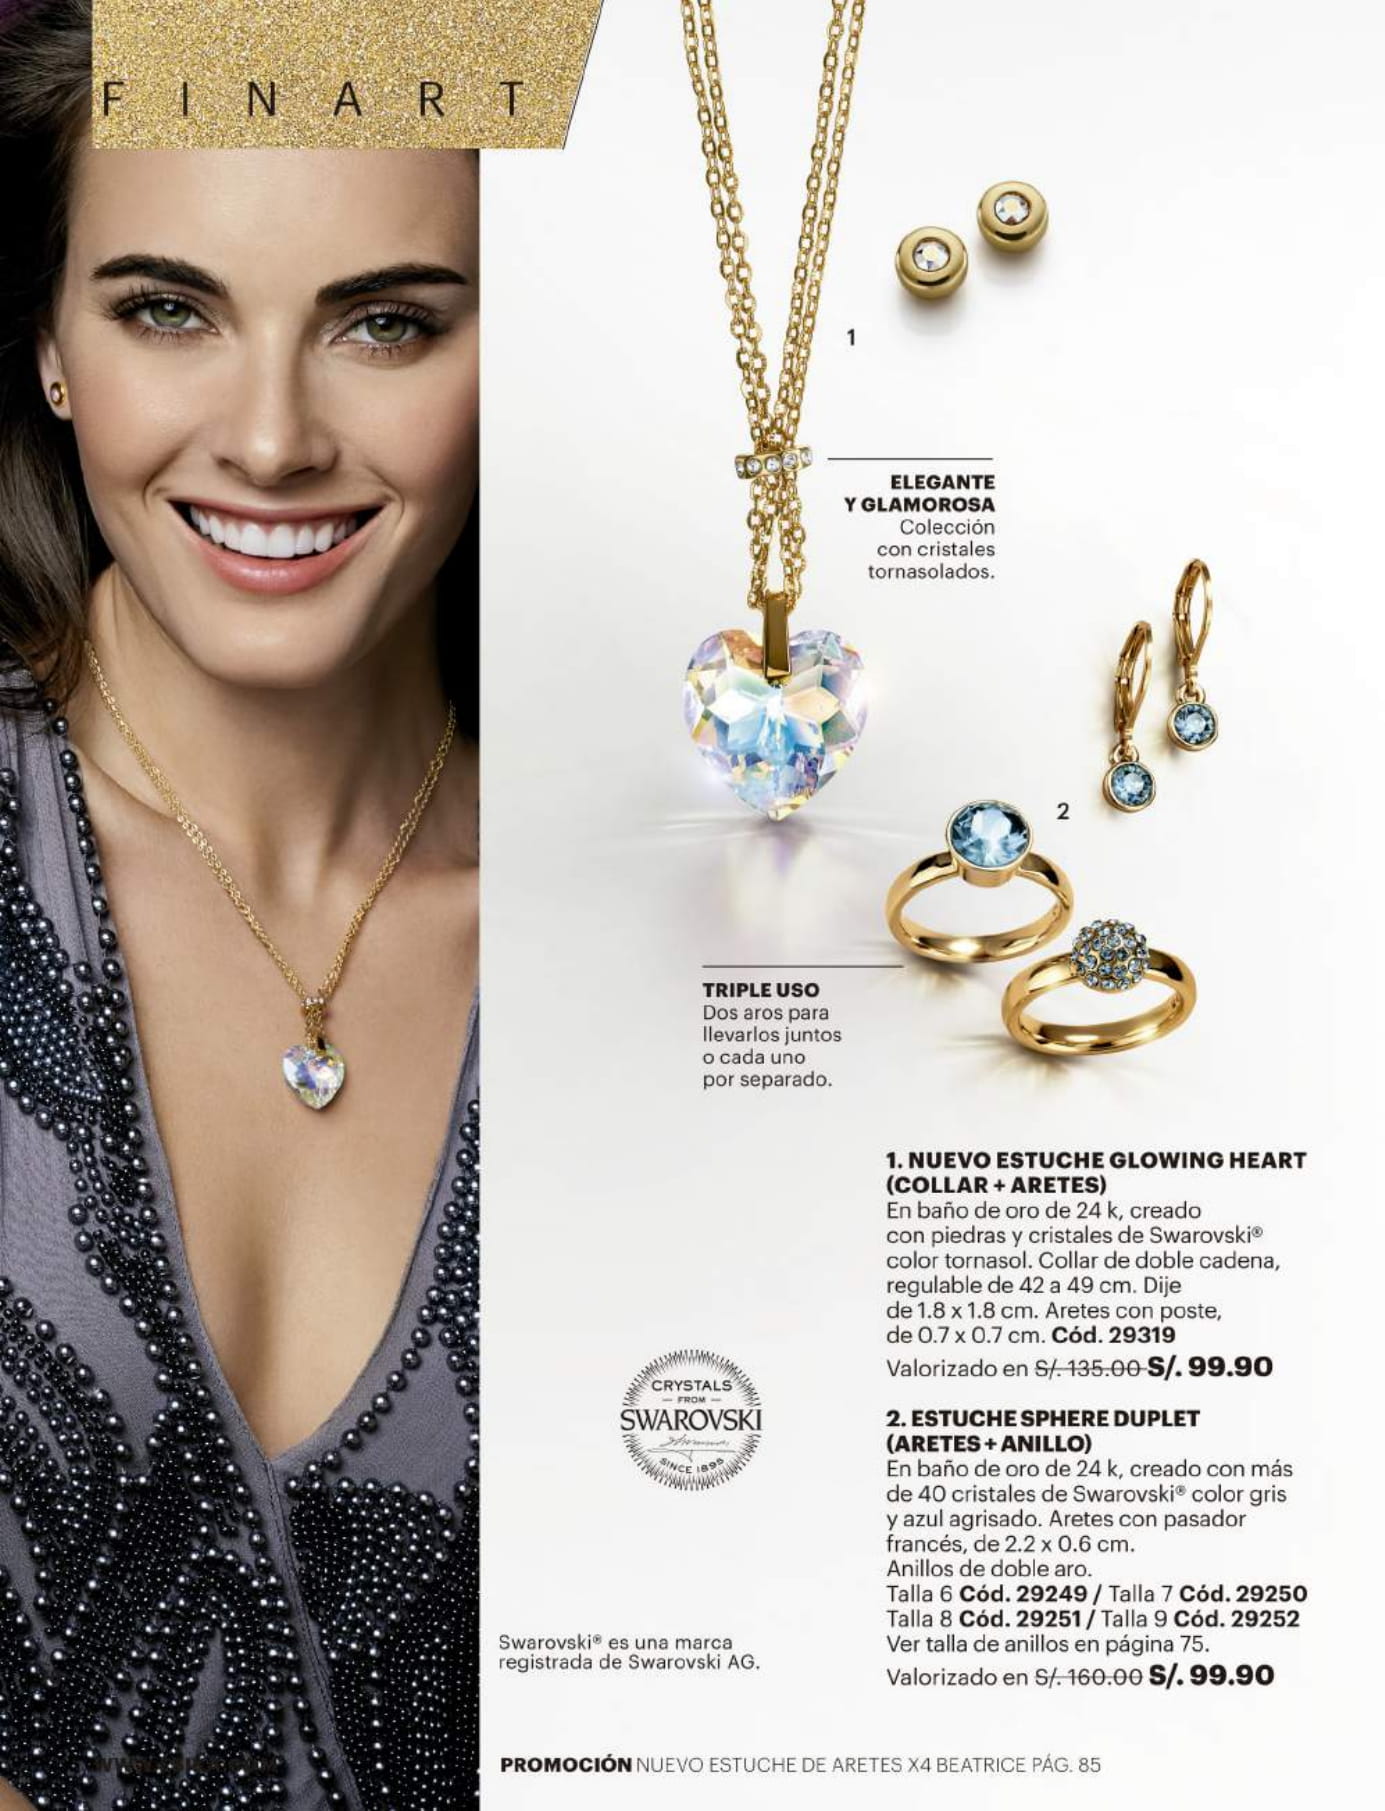 FINART
1
ELEGANTE
Y GLAMOROSA
Colección
con cristales
tornasolados.
2
TRIPLE USO
Dos aros para
llevarlos juntos
o cada uno
por separado.
1. NUEVO ESTUCHE GLOWING HEART
(COLLAR + ARETES)
En baño de oro de 24 k, creado
con piedras y cristales de Swarovski®
color tornasol. Collar de doble cadena,
regulable de 42 a 49 cm. Dije
de 1.8 x 1.8 cm. Aretes con poste,
de 0.7 x 0.7 cm. Cód. 29319
Valorizado en S/. 135.00 S/. 99.90
CRYSTALS
— FROM —
SWAROVSKI
SINCE 1895
2. ESTUCHE SPHERE DUPLET
(ARETES + ANILLO)
En baño de oro de 24 k, creado con más
de 40 cristales de Swarovski® color gris
y azul agrisado. Aretes con pasador
francés, de 2.2 x 0.6 cm.
Anillos de doble aro.
Talla 6 Cód. 29249 / Talla 7 Cód. 29250
Talla 8 Cód. 29251 / Talla 9 Cód. 29252
Ver talla de anillos en página 75.
Valorizado en S/. 160.00 S/. 99.90
Swarovski® es una marca
registrada de Swarovski AG.
PROMOCIÓN NUEVO ESTUCHE DE ARETES X4 BEATRICE PÁG. 85